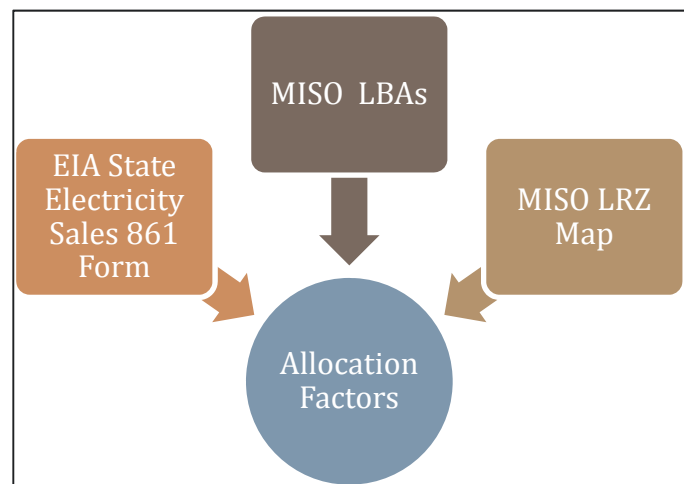 MISO LBAs
EIA State
Electricity
Sales 861
Form
MISO LRZ
Map
Allocation
Factors